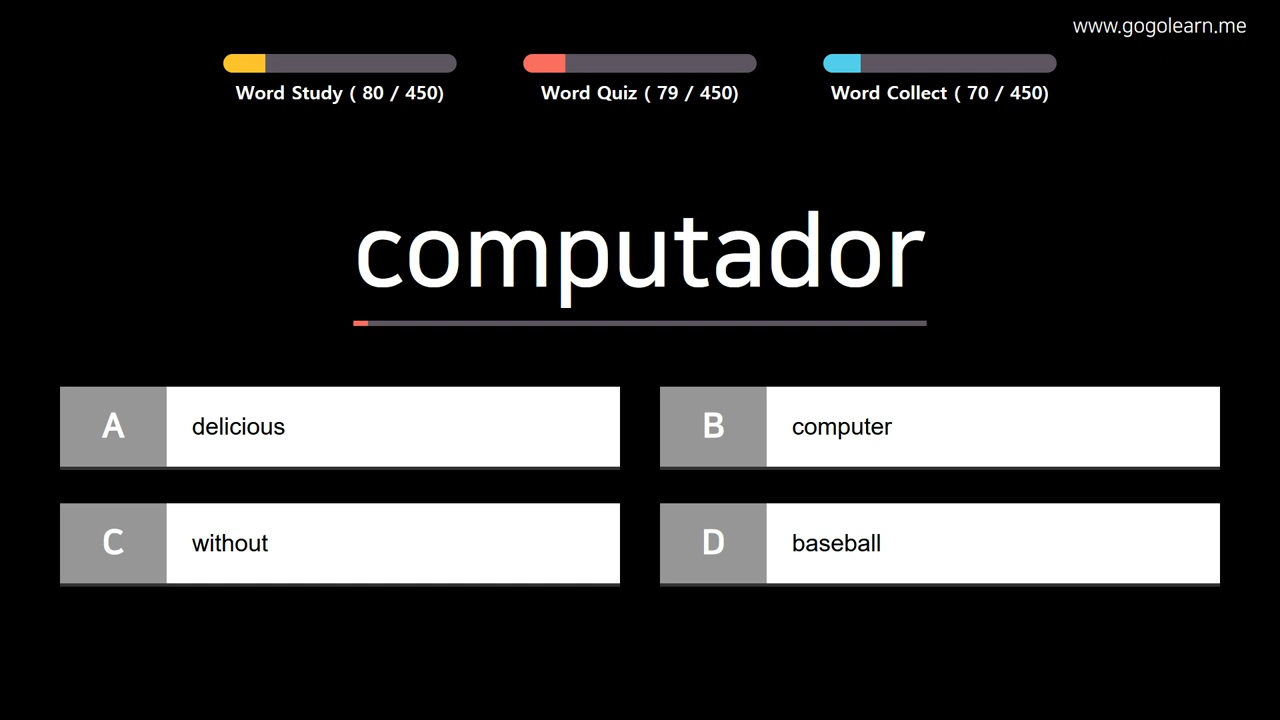 www.gogolearn.me
Word Study ( 80 / 450)
Word Quiz ( 79 / 450)
Word Collect ( 70 / 450)
computador
A delicious
B computer
C without
D baseball